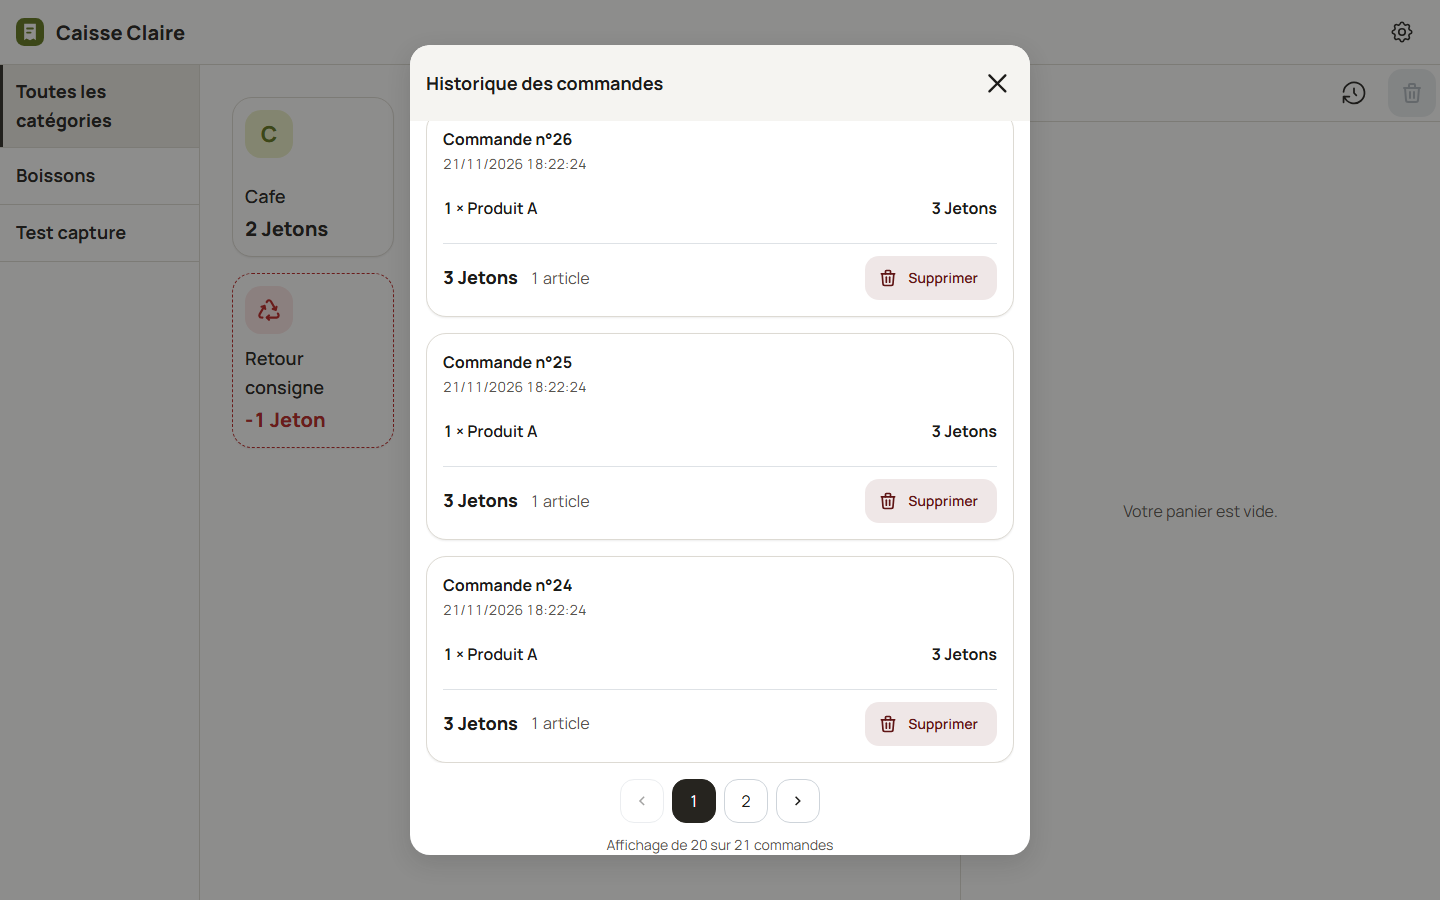 Caisse Claire
Toutes les
catégories
Boissons
Test capture
C
Cafe
2 Jetons
Retour
consigne
-1 Jeton
Historique des commandes
Commande n°26
21/11/2026 18:22:24
1 × Produit A
3 Jetons
3 Jetons 1 article
Supprimer
Commande n°25
21/11/2026 18:22:24
1 × Produit A
3 Jetons
3 Jetons 1 article
Supprimer
Commande n°24
21/11/2026 18:22:24
1 × Produit A
3 Jetons
3 Jetons 1 article
Supprimer
1
2
Affichage de 20 sur 21 commandes
Votre panier est vide.